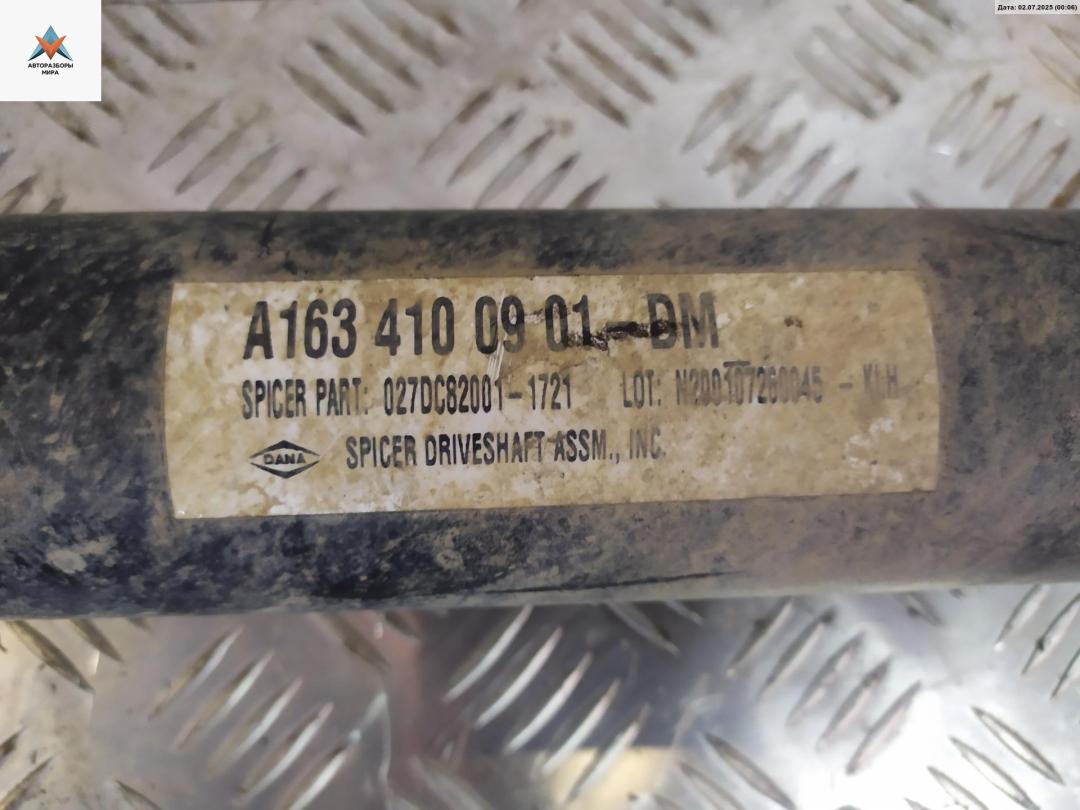 Дата: 02.07.2025 (00:06)
АВТОРАЗБОРЫ
МИРА
A163 410 09 01-DM
SPICER PART: 027DC82001-1721 LOT: N200107260045 -
DANA SPICER DRIVESHAFT ASSM., INC.